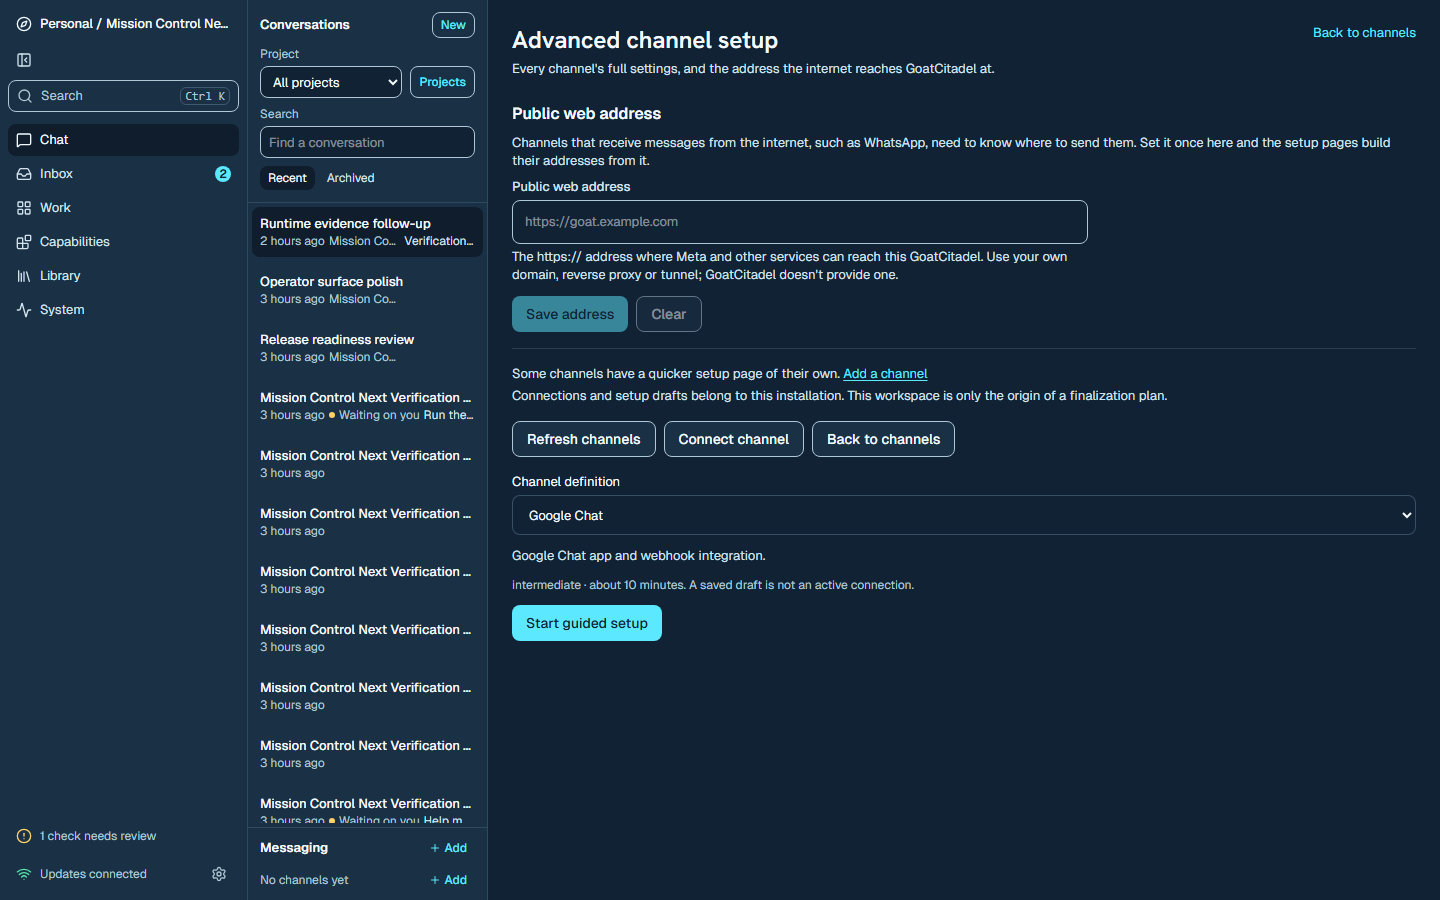 Personal / Mission Control Ne...
Search
Ctrl K
Chat
Inbox
2
Work
Capabilities
Library
System
1 check needs review
Updates connected
Conversations
New
Project
All projects
Projects
Search
Find a conversation
Recent
Archived
Runtime evidence follow-up
2 hours ago Mission Co... Verification...
Operator surface polish
3 hours ago Mission Co...
Release readiness review
3 hours ago Mission Co...
Mission Control Next Verification ...
3 hours ago Waiting on you Run the...
Mission Control Next Verification ...
3 hours ago
Mission Control Next Verification ...
3 hours ago
Mission Control Next Verification ...
3 hours ago
Mission Control Next Verification ...
3 hours ago
Mission Control Next Verification ...
3 hours ago
Mission Control Next Verification ...
3 hours ago
Mission Control Next Verification ...
3 hours ago Waiting on you Help m...
Messaging
+ Add
No channels yet
+ Add
Advanced channel setup
Back to channels
Every channel's full settings, and the address the internet reaches GoatCitadel at.
Public web address
Channels that receive messages from the internet, such as WhatsApp, need to know where to send them. Set it once here and the setup pages build
their addresses from it.
Public web address
https://goat.example.com
The https:// address where Meta and other services can reach this GoatCitadel. Use your own
domain, reverse proxy or tunnel; GoatCitadel doesn't provide one.
Save address
Clear
Some channels have a quicker setup page of their own. Add a channel
Connections and setup drafts belong to this installation. This workspace is only the origin of a finalization plan.
Refresh channels
Connect channel
Back to channels
Channel definition
Google Chat
Google Chat app and webhook integration.
intermediate · about 10 minutes. A saved draft is not an active connection.
Start guided setup